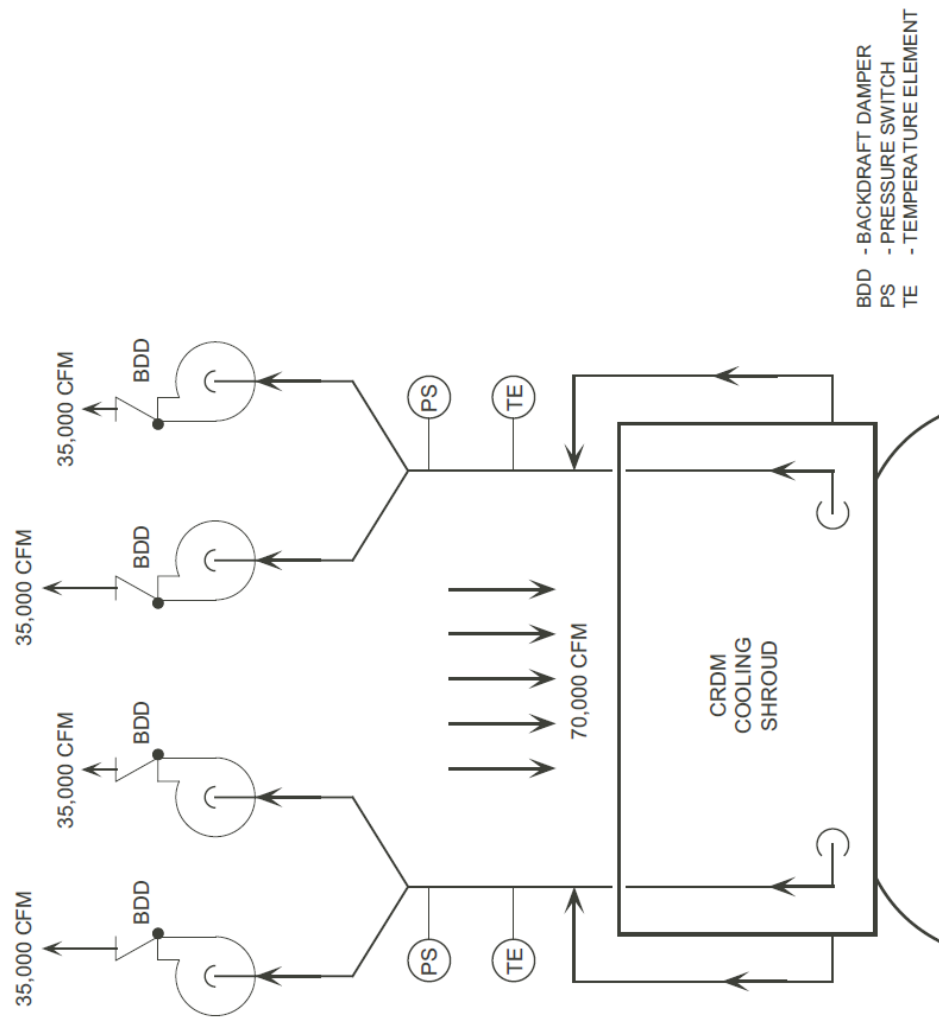 35,000 CFM
BDD
35,000 CFM
BDD
35,000 CFM
BDD
35,000 CFM
BDD
PS
TE
PS
TE
70,000 CFM
CRDM
COOLING
SHROUD
BDD - BACKDRAFT DAMPER
PS - PRESSURE SWITCH
TE - TEMPERATURE ELEMENT